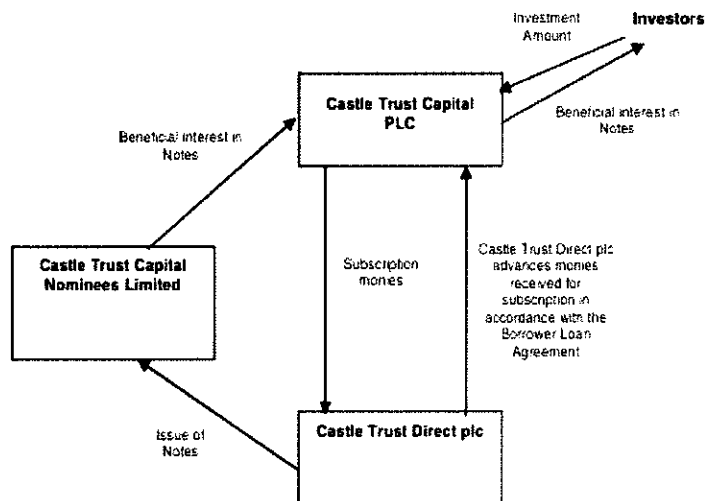 Investment
Amount
Investors
Castle Trust Capital
PLC
Beneficial interest in
Notes
Beneficial interest in
Notes
Castle Trust Capital
Nominees Limited
Subscription
monies
Castle Trust Direct plc
advances monies
received for
subscription in
accordance with the
Borrower Loan
Agreement
Issue of
Notes
Castle Trust Direct plc